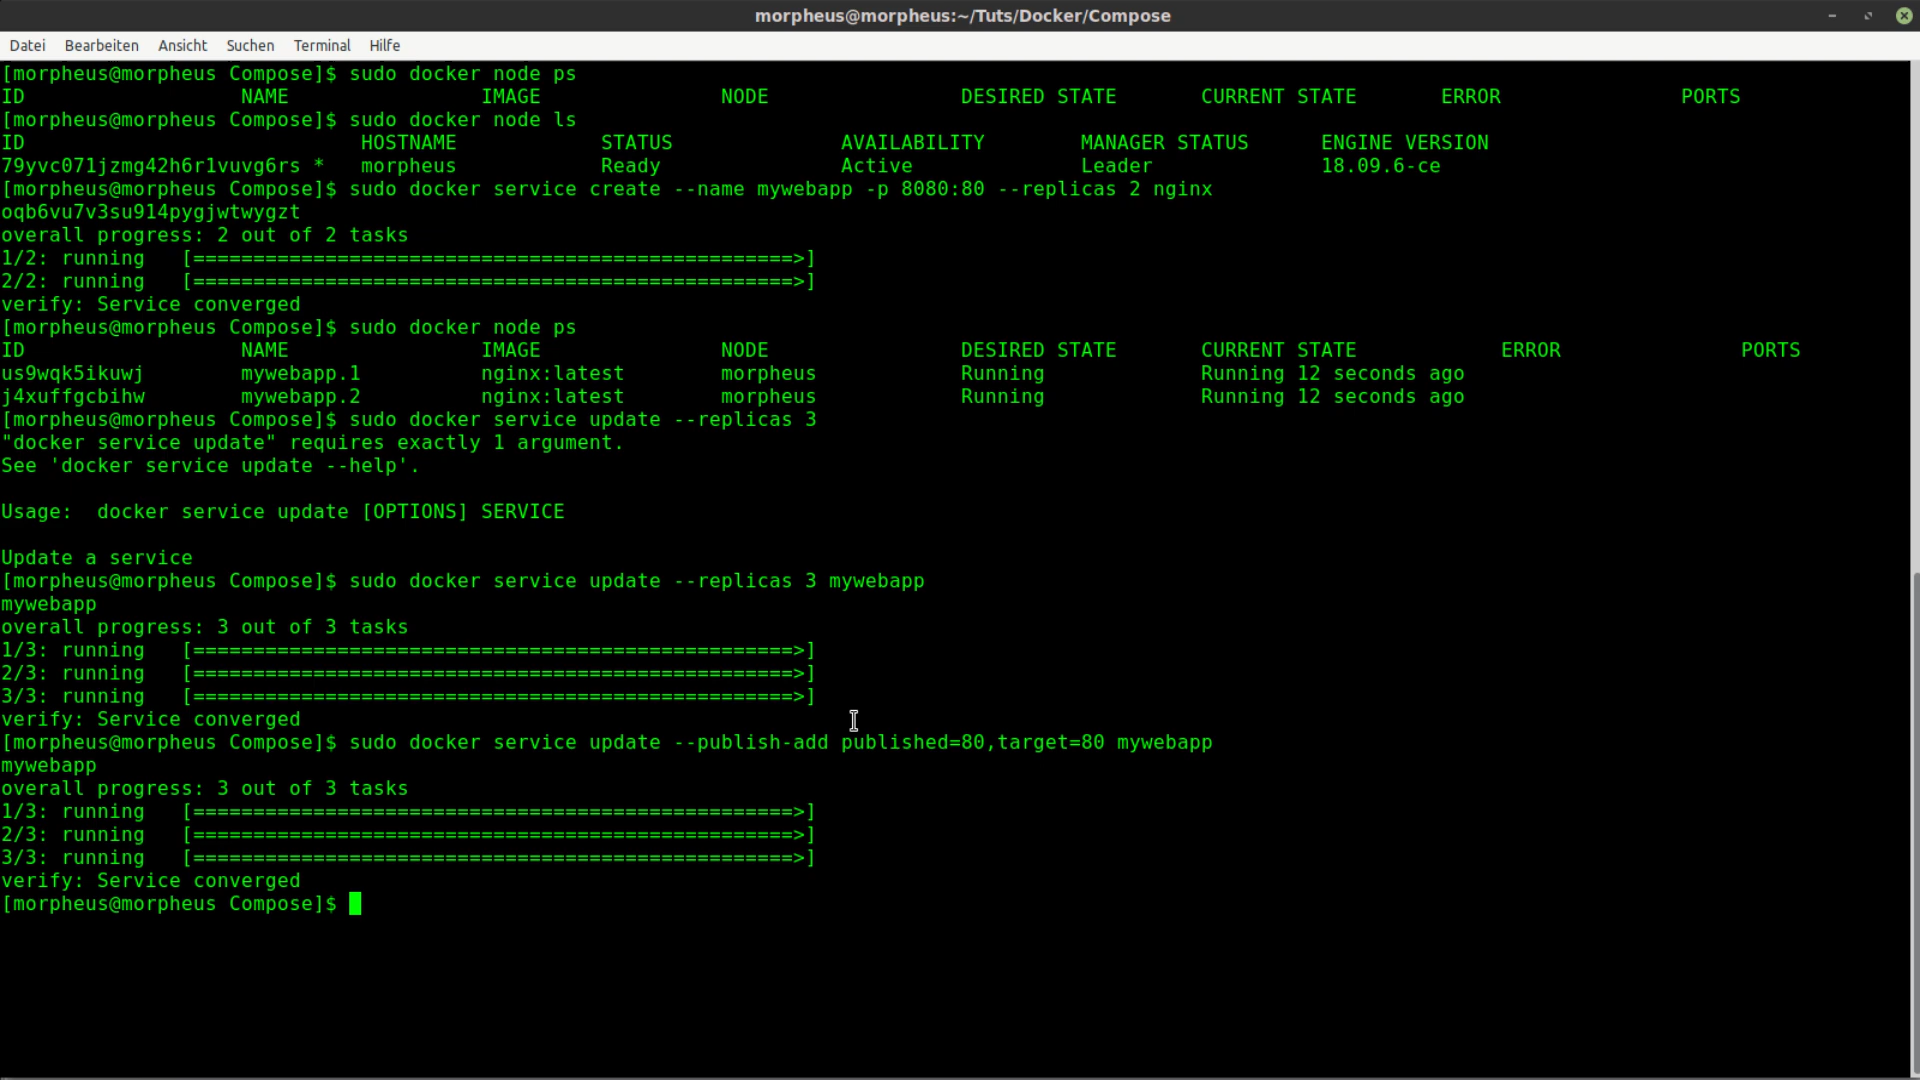 morpheus@morpheus:~/Tuts/Docker/Compose
Datei Bearbeiten Ansicht Suchen Terminal Hilfe
[morpheus@morpheus Compose]$ sudo docker node ps
ID NAME IMAGE NODE DESIRED STATE CURRENT STATE ERROR PORTS
[morpheus@morpheus Compose]$ sudo docker node ls
ID HOSTNAME STATUS AVAILABILITY MANAGER STATUS ENGINE VERSION
79yvc071jzmg42h6r1vuvg6rs * morpheus Ready Active Leader 18.09.6-ce
[morpheus@morpheus Compose]$ sudo docker service create --name mywebapp -p 8080:80 --replicas 2 nginx
oqb6vu7v3su914pygjwtwygzt
overall progress: 2 out of 2 tasks
1/2: running [==================================================>]
2/2: running [==================================================>]
verify: Service converged
[morpheus@morpheus Compose]$ sudo docker node ps
ID NAME IMAGE NODE DESIRED STATE CURRENT STATE ERROR PORTS
us9wqk5ikuwj mywebapp.1 nginx:latest morpheus Running Running 12 seconds ago
j4xuffgcbihw mywebapp.2 nginx:latest morpheus Running Running 12 seconds ago
[morpheus@morpheus Compose]$ sudo docker service update --replicas 3
"docker service update" requires exactly 1 argument.
See 'docker service update --help'.
Usage:  docker service update [OPTIONS] SERVICE
Update a service
[morpheus@morpheus Compose]$ sudo docker service update --replicas 3 mywebapp
mywebapp
overall progress: 3 out of 3 tasks
1/3: running [==================================================>]
2/3: running [==================================================>]
3/3: running [==================================================>]
verify: Service converged
[morpheus@morpheus Compose]$ sudo docker service update --publish-add published=80,target=80 mywebapp
mywebapp
overall progress: 3 out of 3 tasks
1/3: running [==================================================>]
2/3: running [==================================================>]
3/3: running [==================================================>]
verify: Service converged
[morpheus@morpheus Compose]$